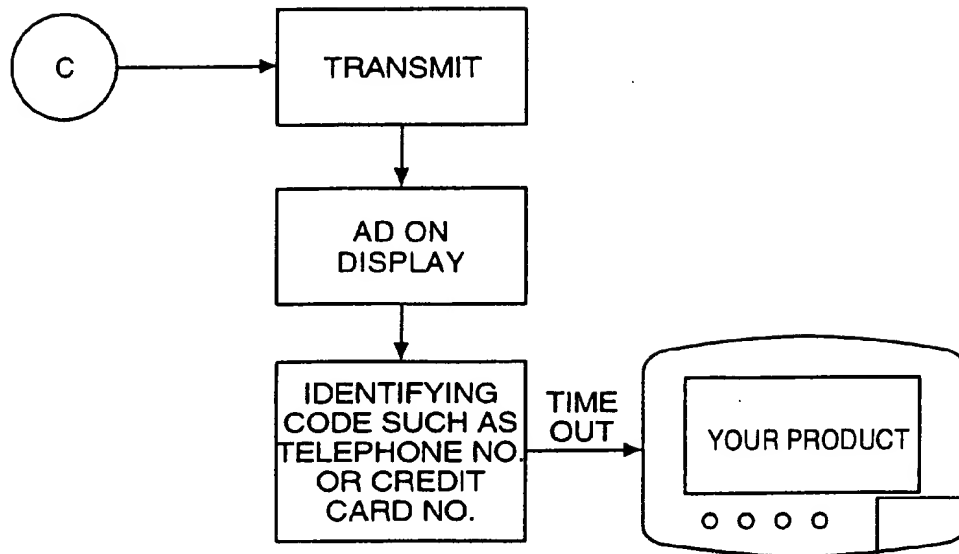 C
TRANSMIT
AD ON
DISPLAY
IDENTIFYING
CODE SUCH AS
TELEPHONE NO.
OR CREDIT
CARD NO.
TIME
OUT
YOUR PRODUCT